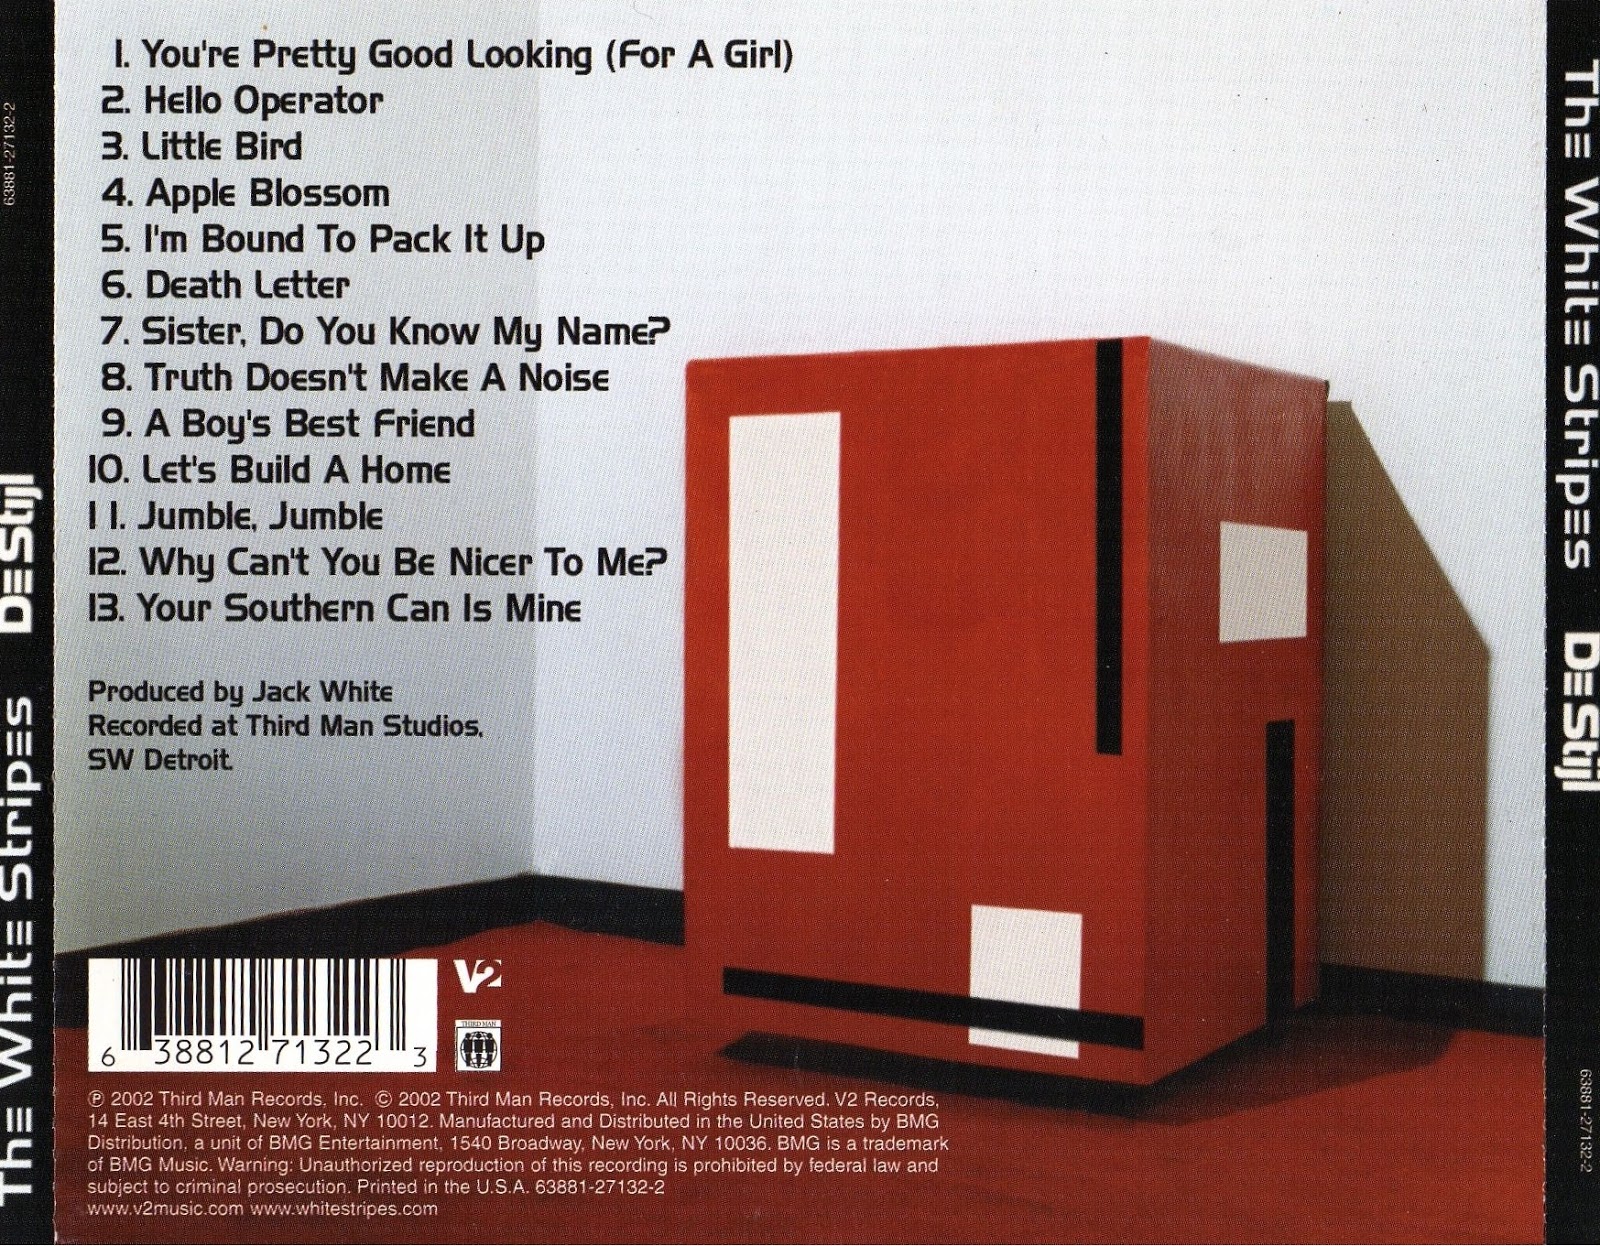 1. You're Pretty Good Looking (For A Girl)
2. Hello Operator
3. Little Bird
4. Apple Blossom
5. I'm Bound To Pack It Up
6. Death Letter
7. Sister, Do You Know My Name?
8. Truth Doesn't Make A Noise
9. A Boy's Best Friend
10. Let's Build A Home
11. Jumble, Jumble
12. Why Can't You Be Nicer To Me?
13. Your Southern Can Is Mine
Produced by Jack White
Recorded at Third Man Studios,
SW Detroit.
6 38812 71322 3
V2
THIRD MAN
℗ 2002 Third Man Records, Inc. © 2002 Third Man Records, Inc. All Rights Reserved. V2 Records,
14 East 4th Street, New York, NY 10012. Manufactured and Distributed in the United States by BMG
Distribution, a unit of BMG Entertainment, 1540 Broadway, New York, NY 10036. BMG is a trademark
of BMG Music. Warning: Unauthorized reproduction of this recording is prohibited by federal law and
subject to criminal prosecution. Printed in the U.S.A. 63881-27132-2
www.v2music.com www.whitestripes.com
The White Stripes DeStijl 63881-27132-2
The White Stripes DeStijl 63881-27132-2